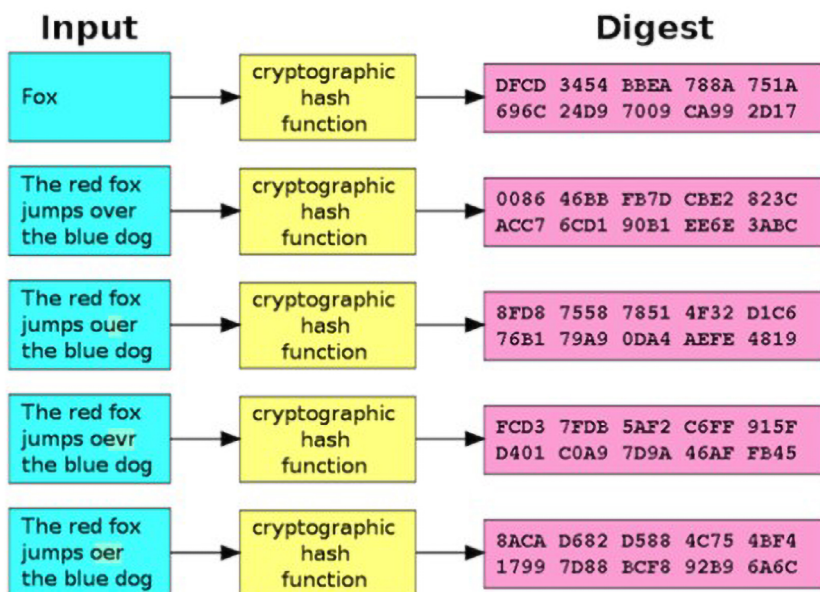 Input
Digest
Fox
cryptographic
hash
function
DFCD 3454 BBEA 788A 751A
696C 24D9 7009 CA99 2D17
The red fox
jumps over
the blue dog
cryptographic
hash
function
0086 46BB FB7D CBE2 823C
ACC7 6CD1 90B1 EE6E 3ABC
The red fox
jumps ouer
the blue dog
cryptographic
hash
function
8FD8 7558 7851 4F32 D1C6
76B1 79A9 0DA4 AEFE 4819
The red fox
jumps oevr
the blue dog
cryptographic
hash
function
FCD3 7FDB 5AF2 C6FF 915F
D401 C0A9 7D9A 46AF FB45
The red fox
jumps oer
the blue dog
cryptographic
hash
function
8ACA D682 D588 4C75 4BF4
1799 7D88 BCF8 92B9 6A6C